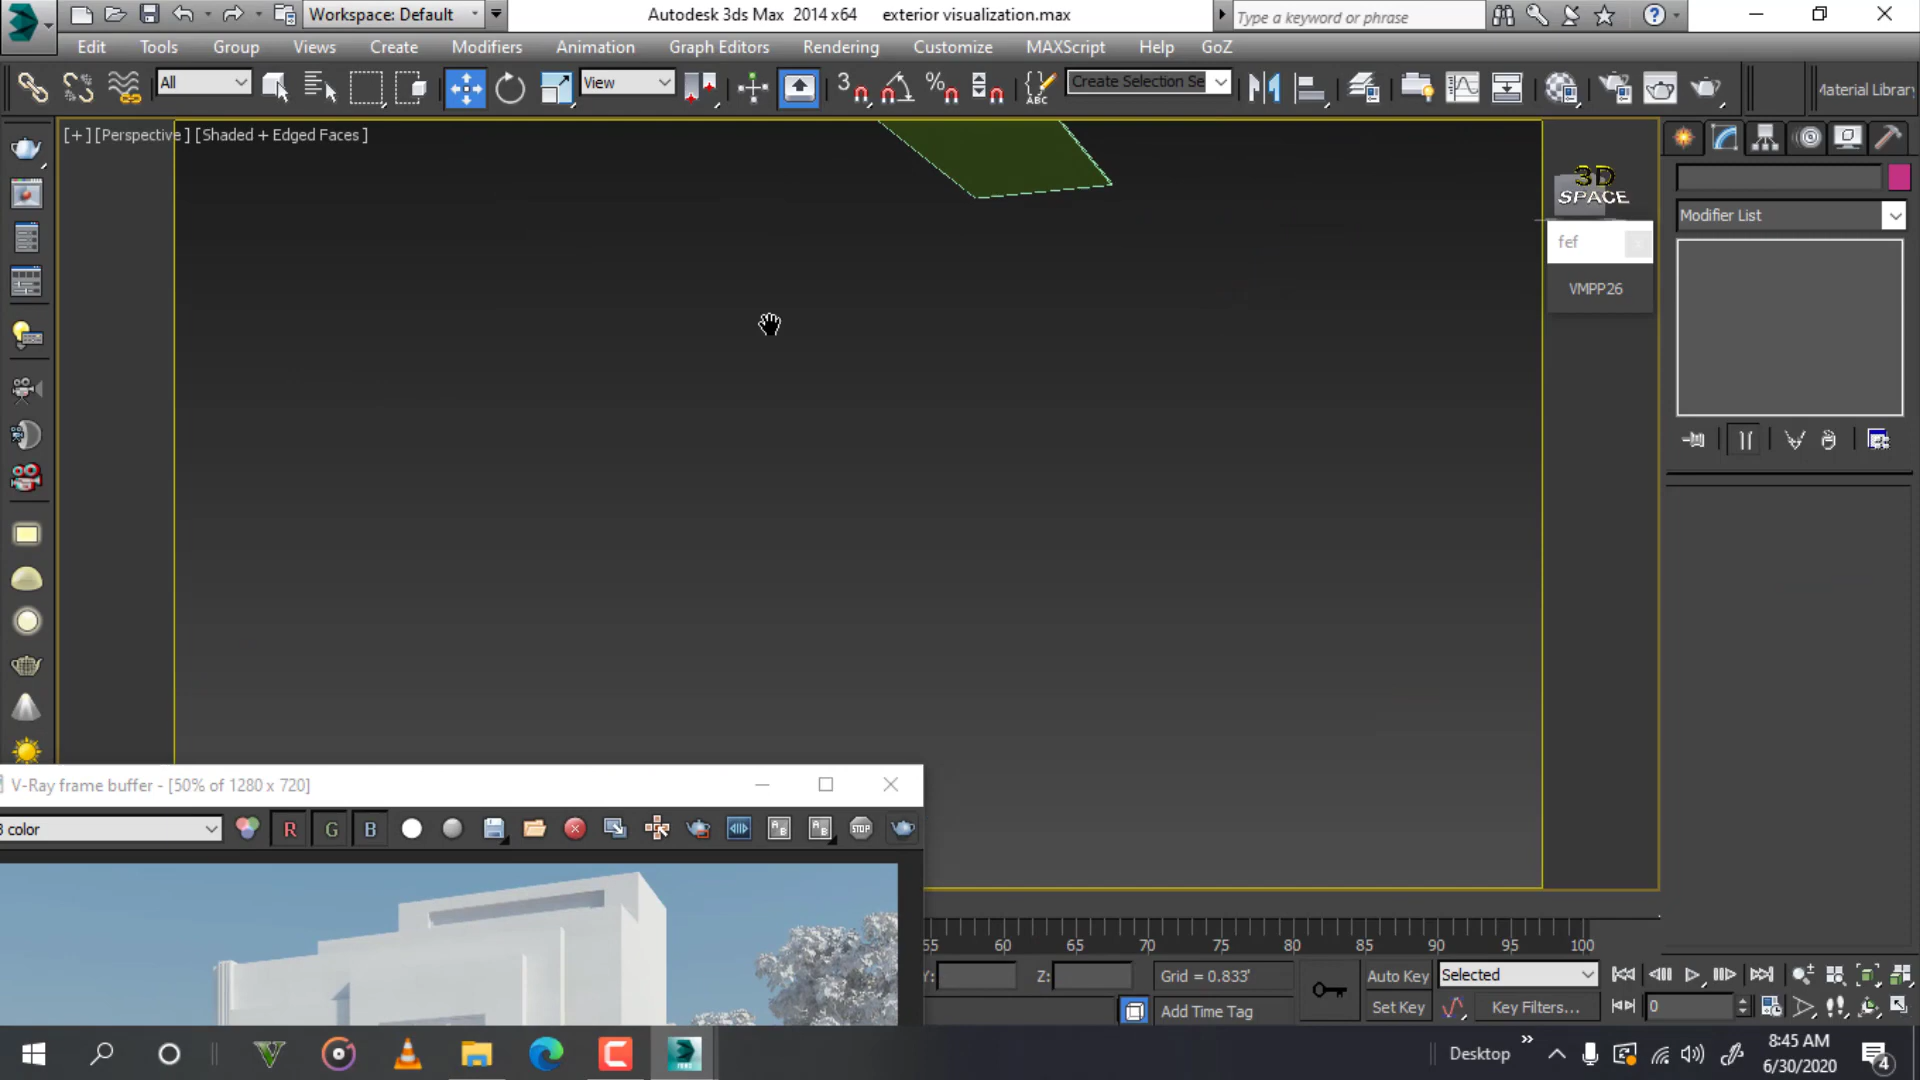 Workspace: Default
Autodesk 3ds Max 2014 x64 exterior visualization.max
Type a keyword or phrase
Edit Tools Group Views Create Modifiers Animation Graph Editors Rendering Customize MAXScript Help GoZ
All View 3 ABC Create Selection Se
[+] [Perspective] [Shaded + Edged Faces]
3D
SPACE
fef
VMPP26
Modifier List
V-Ray frame buffer - [50% of 1280 x 720]
color R G B STOP
55 60 65 70 75 80 85 90 95 100
Y: Z: Grid = 0.833' Auto Key Selected
Add Time Tag Set Key Key Filters... 0
Desktop
8:45 AM
6/30/2020
4